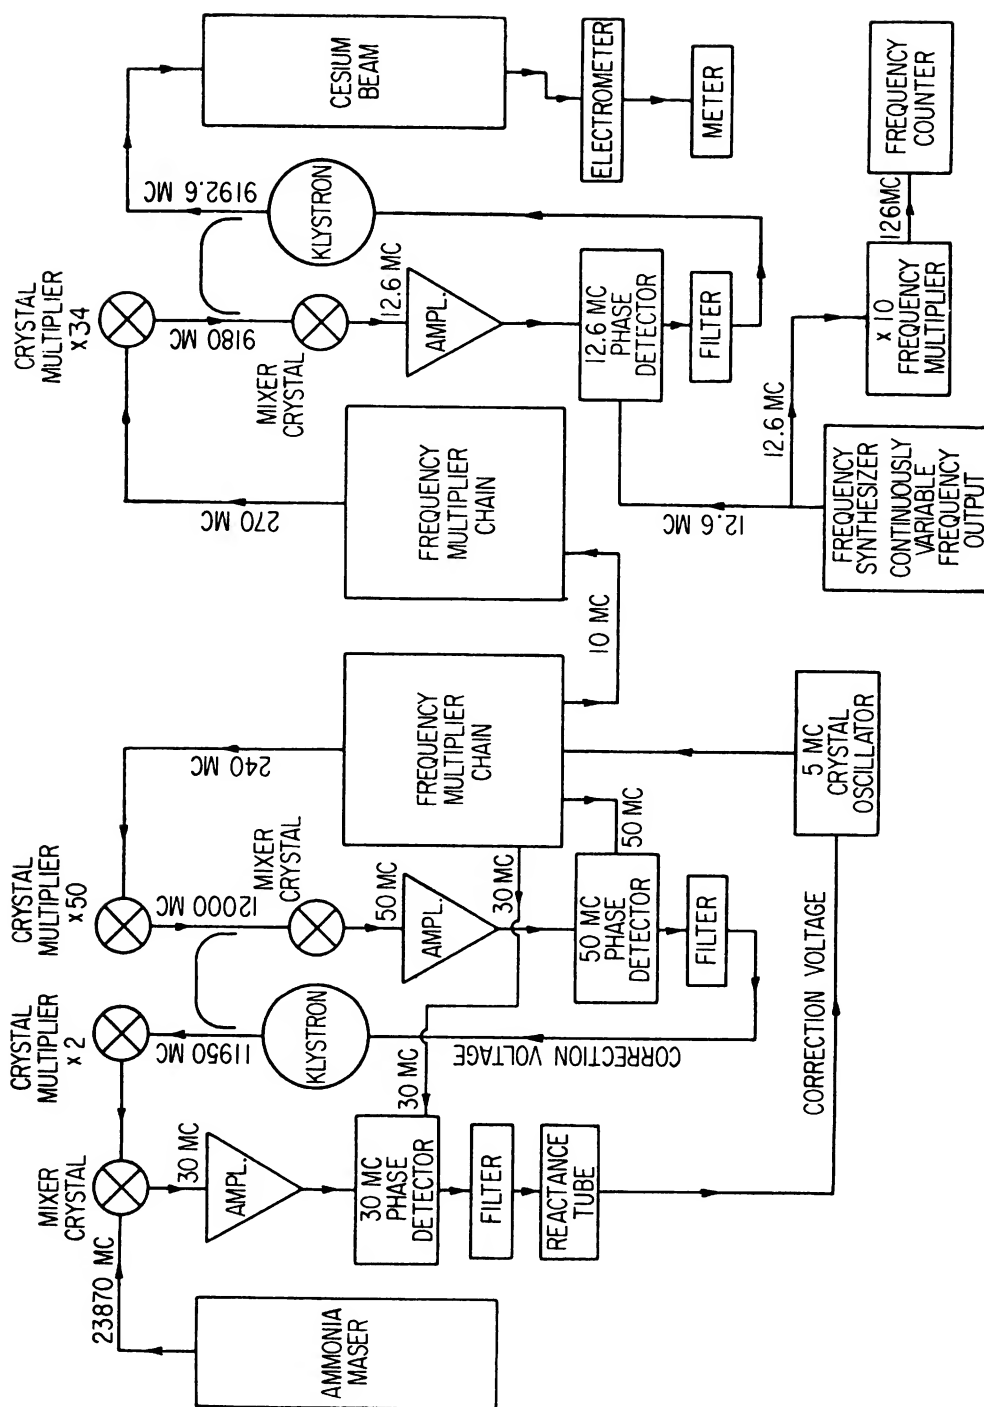 AMMONIA
MASER
23870 MC
MIXER
CRYSTAL
30 MC
AMPL.
30 MC
PHASE
DETECTOR
30 MC
FILTER
REACTANCE
TUBE
CORRECTION VOLTAGE
CRYSTAL
MULTIPLIER
x 2
11950 MC
KLYSTRON
CORRECTION VOLTAGE
CRYSTAL
MULTIPLIER
x50
12000 MC
MIXER
CRYSTAL
50 MC
AMPL.
30 MC
50 MC
PHASE
DETECTOR
50 MC
FILTER
240 MC
FREQUENCY
MULTIPLIER
CHAIN
5 MC
CRYSTAL
OSCILLATOR
10 MC
FREQUENCY
MULTIPLIER
CHAIN
270 MC
CRYSTAL
MULTIPLIER
x34
9180 MC
MIXER
CRYSTAL
12.6 MC
AMPL.
12.6 MC
PHASE
DETECTOR
FILTER
KLYSTRON
9192.6 MC
CESIUM
BEAM
ELECTROMETER
METER
12.6 MC
FREQUENCY
SYNTHESIZER
CONTINUOUSLY
VARIABLE
FREQUENCY
OUTPUT
12.6 MC
x 10
FREQUENCY
MULTIPLIER
126MC
FREQUENCY
COUNTER